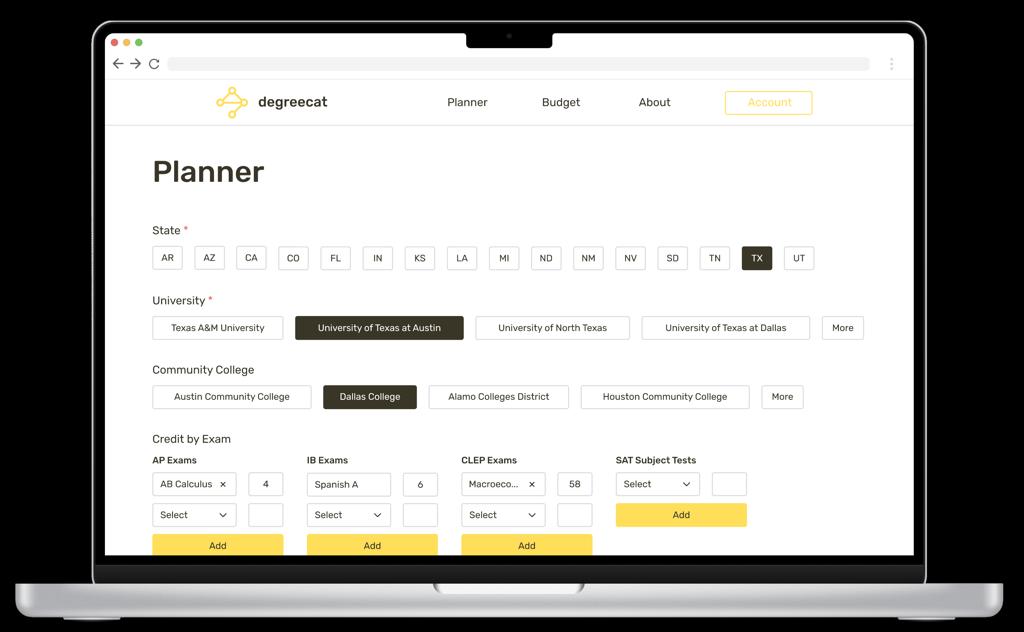 degreecat Planner Budget About Account
Planner
State *
AR AZ CA CO FL IN KS LA MI ND NM NV SD TN TX UT
University *
Texas A&M University University of Texas at Austin University of North Texas University of Texas at Dallas More
Community College
Austin Community College Dallas College Alamo Colleges District Houston Community College More
Credit by Exam
AP Exams IB Exams CLEP Exams SAT Subject Tests
AB Calculus × 4 Spanish A 6 Macroeco... × 58 Select
Select Select Select Add
Add Add Add